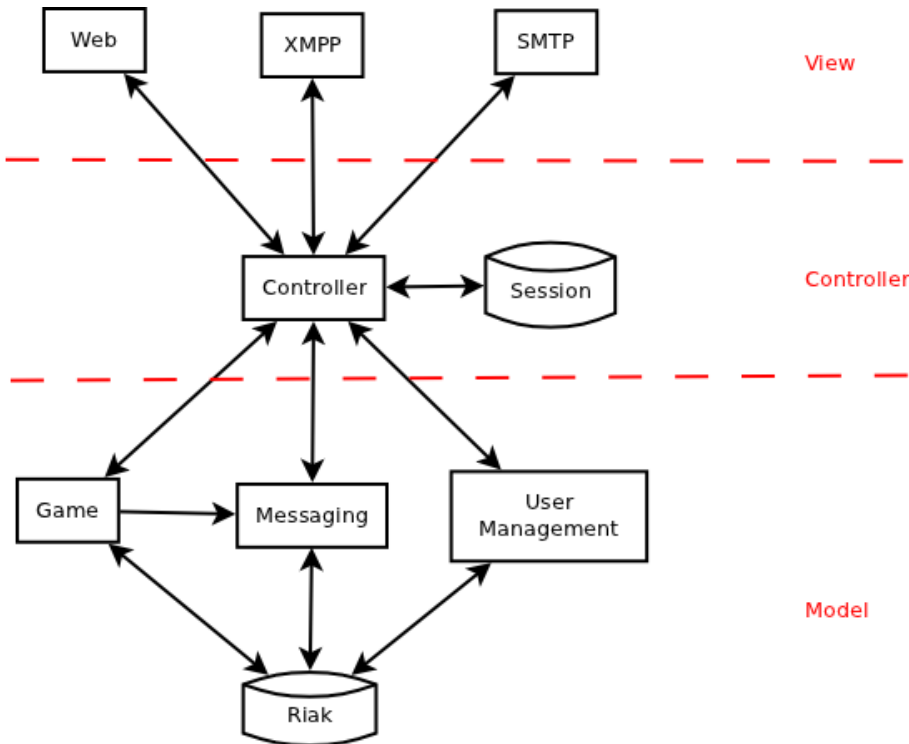 Web
XMPP
SMTP
View
Controller
Session
Controller
Game
Messaging
User
Management
Model
Riak